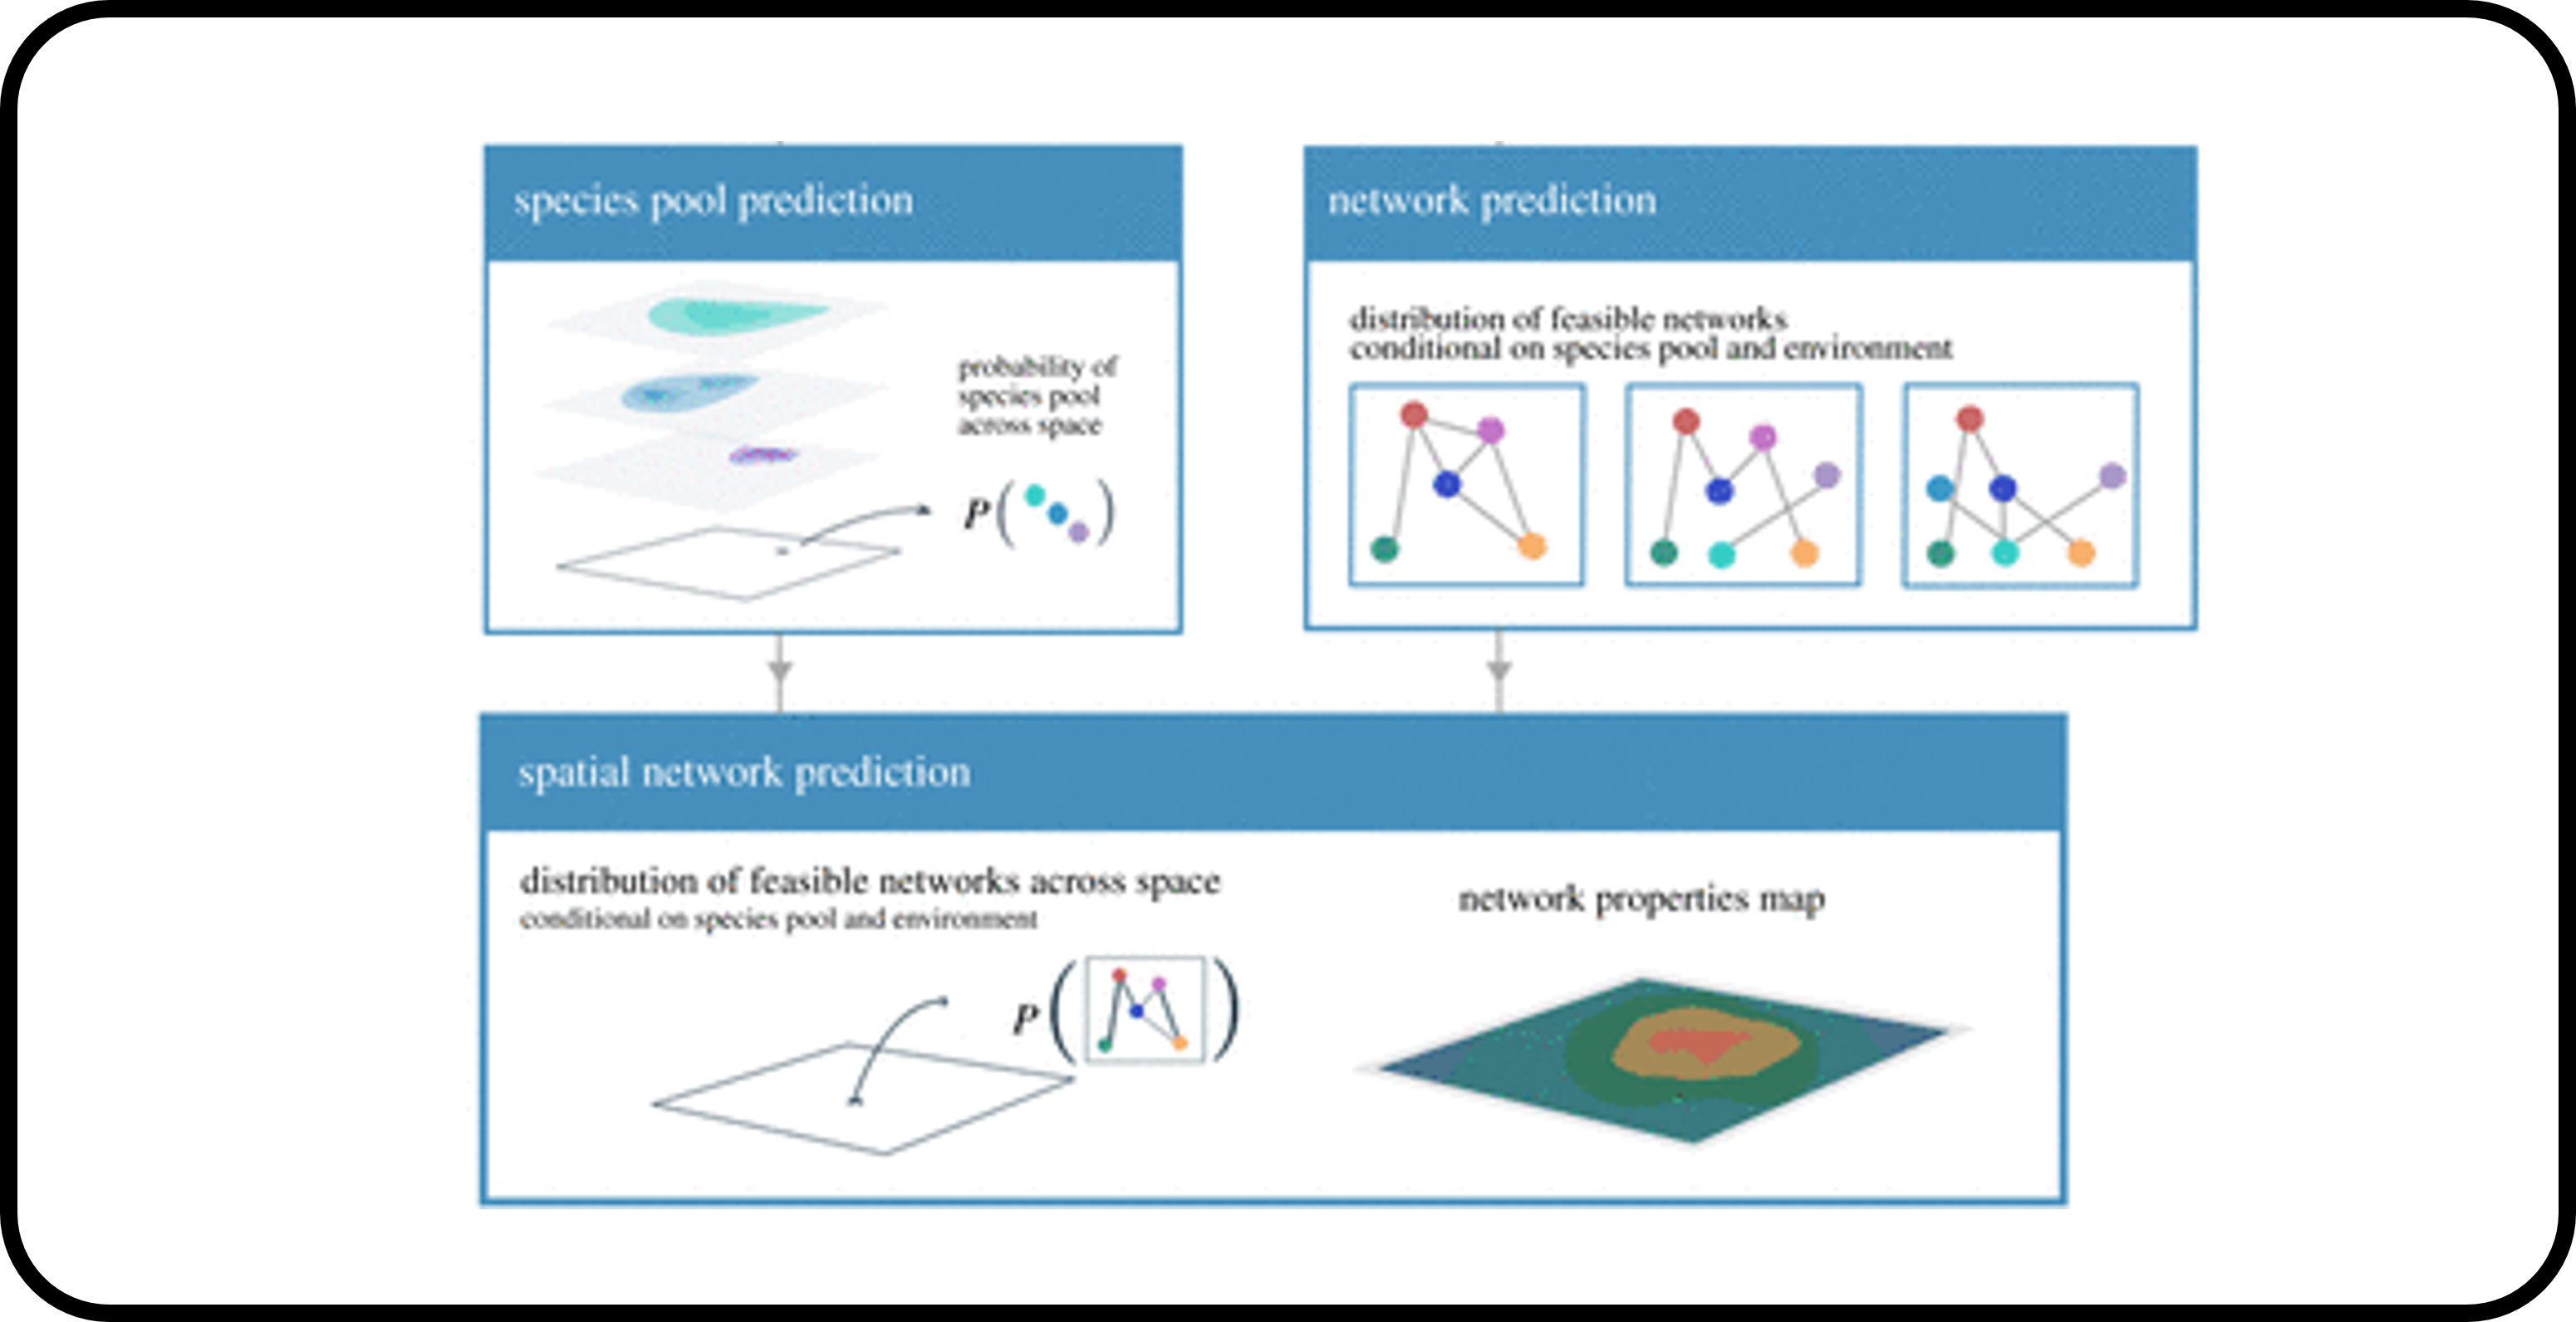 species pool prediction
probability of
species pool
across space
P( )
network prediction
distribution of feasible networks
conditional on species pool and environment
spatial network prediction
distribution of feasible networks across space
conditional on species pool and environment
P( )
network properties map